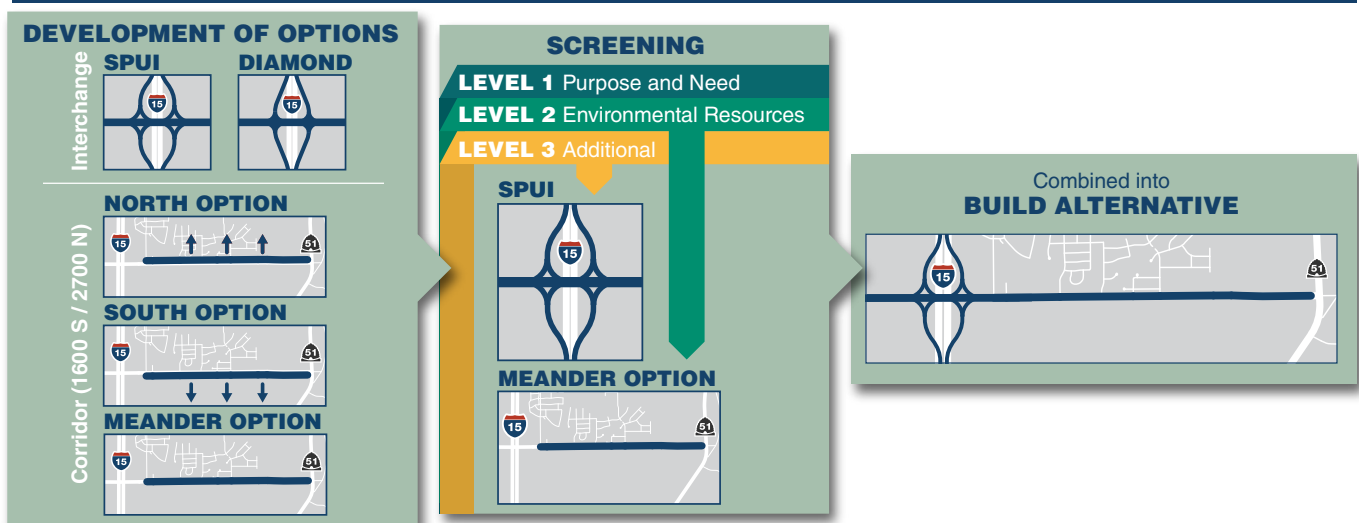 DEVELOPMENT OF OPTIONS
Interchange
SPUI
DIAMOND
15
15
Corridor (1600 S / 2700 N)
NORTH OPTION
15
51
SOUTH OPTION
15
51
MEANDER OPTION
15
51
SCREENING
LEVEL 1 Purpose and Need
LEVEL 2 Environmental Resources
LEVEL 3 Additional
SPUI
15
MEANDER OPTION
15
51
Combined into
BUILD ALTERNATIVE
15
51